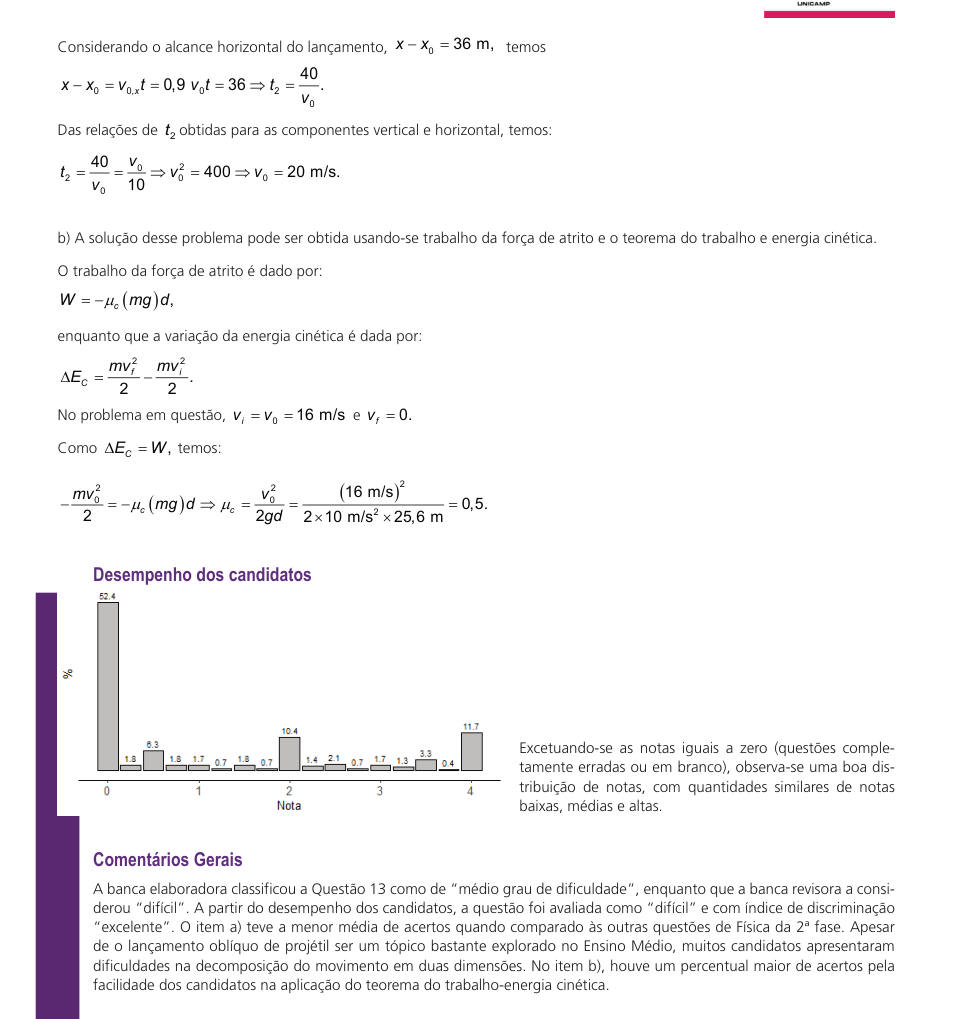 UNICAMP
Considerando o alcance horizontal do lançamento, x − x₀ = 36 m, temos
x − x₀ = v₀,ₓt = 0,9 v₀t = 36 ⇒ t₂ = 40/v₀.
Das relações de t₂ obtidas para as componentes vertical e horizontal, temos:
t₂ = 40/v₀ = v₀/10 ⇒ v₀² = 400 ⇒ v₀ = 20 m/s.
b) A solução desse problema pode ser obtida usando-se trabalho da força de atrito e o teorema do trabalho e energia cinética.
O trabalho da força de atrito é dado por:
W = −μ_c (mg)d,
enquanto que a variação da energia cinética é dada por:
ΔE_C = mv_f²/2 − mv_i²/2.
No problema em questão, v_i = v₀ = 16 m/s e v_f = 0.
Como ΔE_C = W, temos:
−mv₀²/2 = −μ_c (mg)d ⇒ μ_c = v₀²/2gd = (16 m/s)²/2×10 m/s²×25,6 m = 0,5.
Desempenho dos candidatos
52.4
%
1.8 6.3 1.8 1.7 0.7 1.8 0.7 10.4 1.4 2.1 0.7 1.7 1.3 3.3 0.4 11.7
0 1 2 3 4
Nota
Excetuando-se as notas iguais a zero (questões comple-
tamente erradas ou em branco), observa-se uma boa dis-
tribuição de notas, com quantidades similares de notas
baixas, médias e altas.
Comentários Gerais
A banca elaboradora classificou a Questão 13 como de “médio grau de dificuldade”, enquanto que a banca revisora a consi-
derou “difícil”. A partir do desempenho dos candidatos, a questão foi avaliada como “difícil” e com índice de discriminação
“excelente”. O item a) teve a menor média de acertos quando comparado às outras questões de Física da 2ª fase. Apesar
de o lançamento oblíquo de projétil ser um tópico bastante explorado no Ensino Médio, muitos candidatos apresentaram
dificuldades na decomposição do movimento em duas dimensões. No item b), houve um percentual maior de acertos pela
facilidade dos candidatos na aplicação do teorema do trabalho-energia cinética.